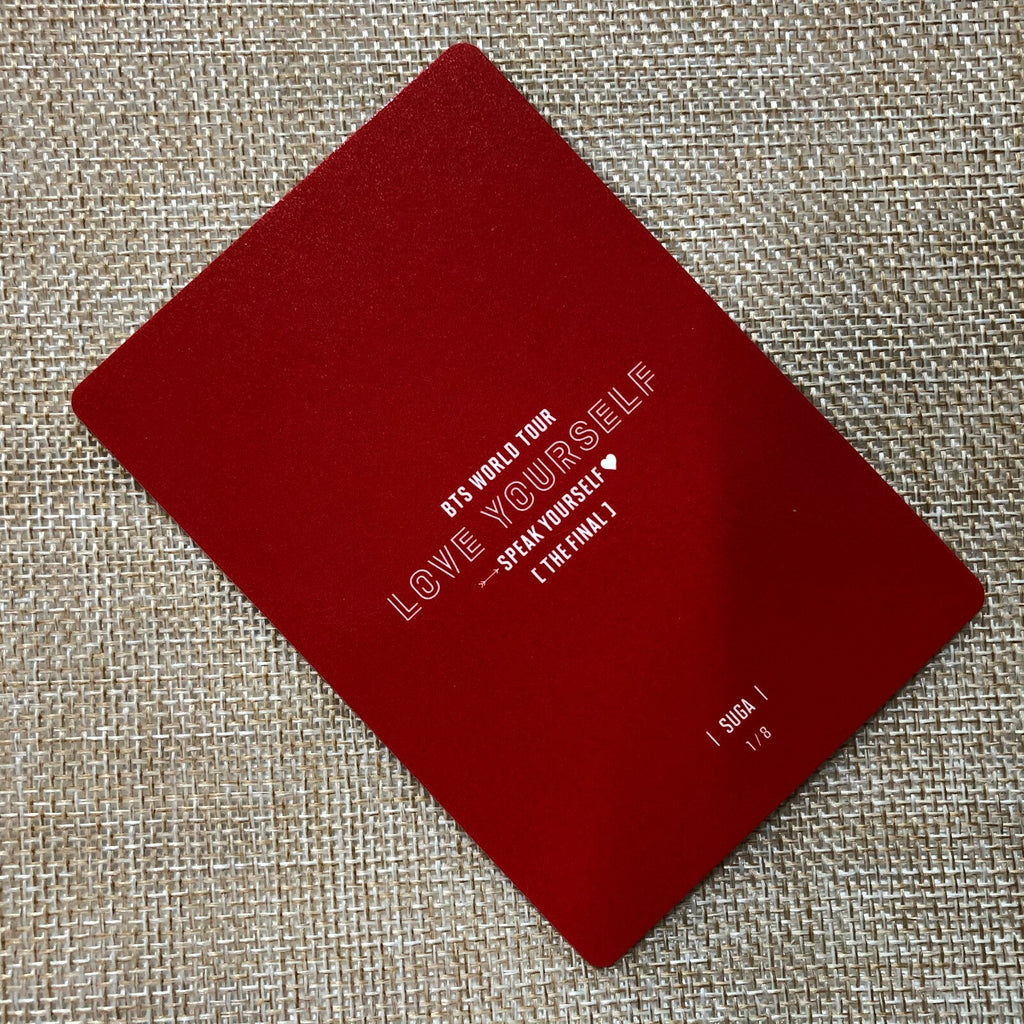 BTS WORLD TOUR
LOVE YOURSELF
SPEAK YOURSELF
[ THE FINAL ]
| SUGA |
1/8